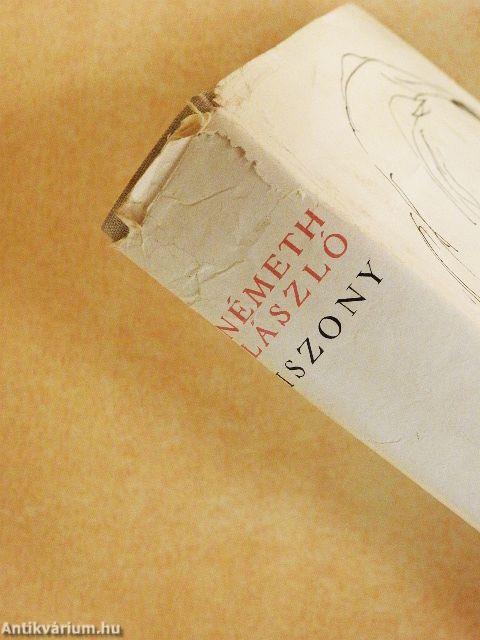 NÉMETH
LÁSZLÓ
ISZONY
Antikvárium.hu